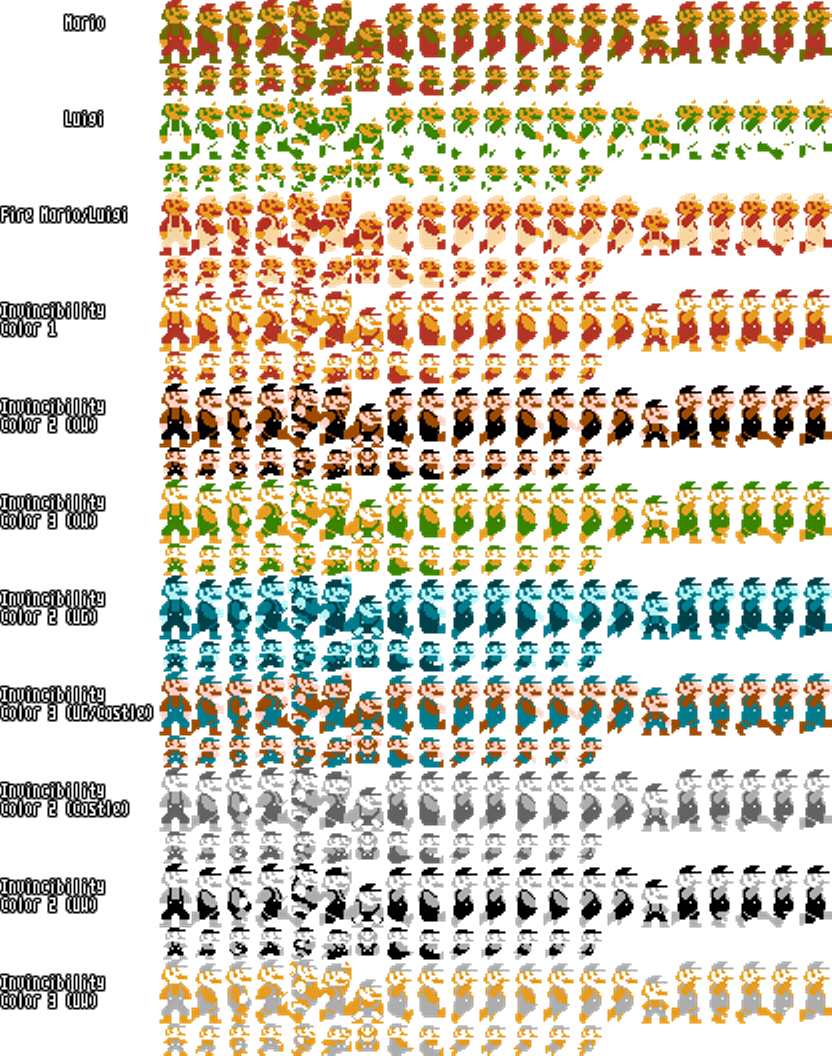 Mario
Luigi
Fire Mario/Luigi
Invincibility
Color 1
Invincibility
Color 2 (OW)
Invincibility
Color 3 (OW)
Invincibility
Color 2 (UG)
Invincibility
Color 3 (UG/Castle)
Invincibility
Color 2 (Castle)
Invincibility
Color 2 (UW)
Invincibility
Color 3 (UW)